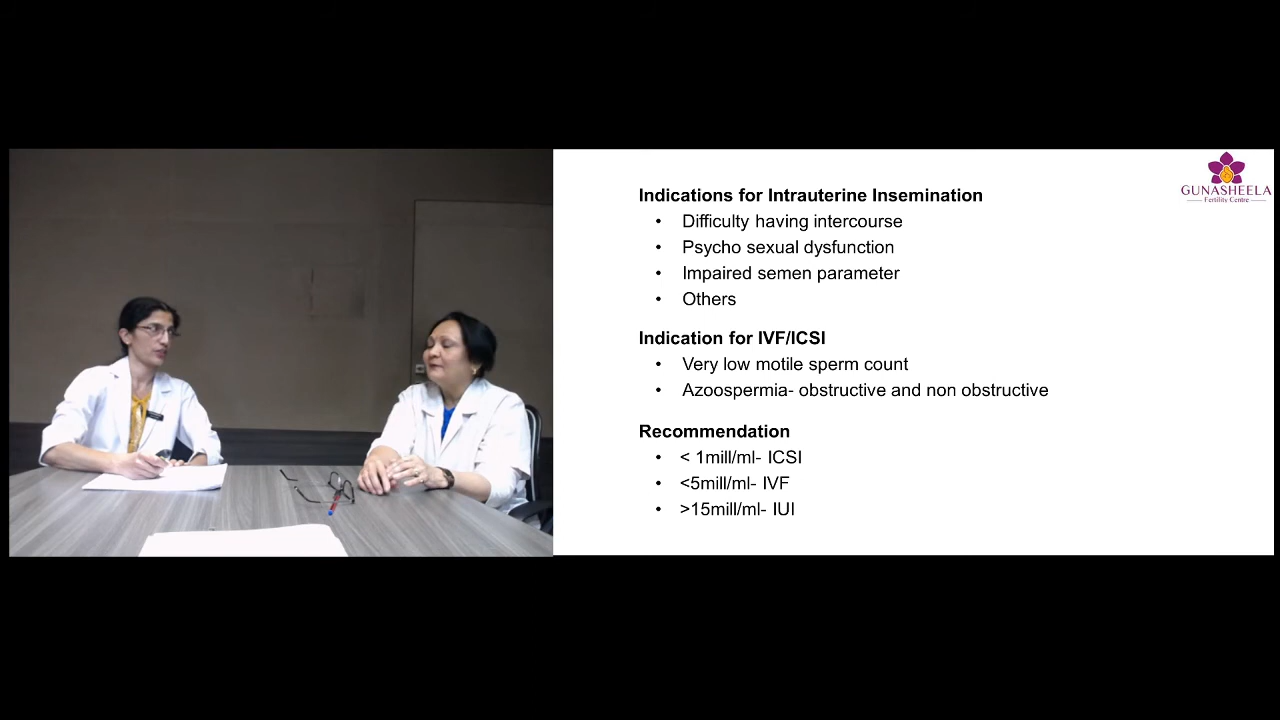 GUNASHEELA
Fertility Centre
Indications for Intrauterine Insemination
• Difficulty having intercourse
• Psycho sexual dysfunction
• Impaired semen parameter
• Others
Indication for IVF/ICSI
• Very low motile sperm count
• Azoospermia- obstructive and non obstructive
Recommendation
• < 1mill/ml- ICSI
• <5mill/ml- IVF
• >15mill/ml- IUI